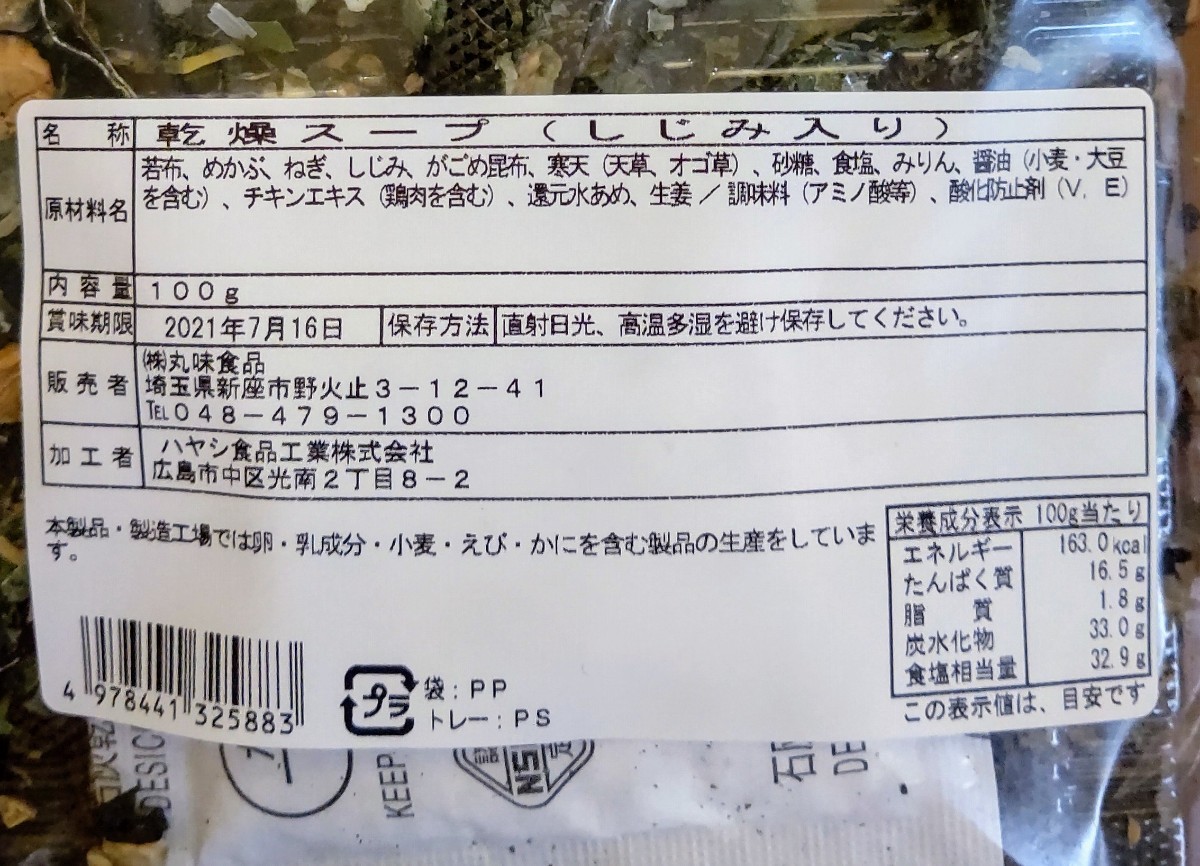 名 称 乾燥スープ（しじみ入り）
原材料名 若布、めかぶ、ねぎ、しじみ、がごめ昆布、寒天（天草、オゴ草）、砂糖、食塩、みりん、醤油（小麦・大豆
を含む）、チキンエキス（鶏肉を含む）、還元水あめ、生姜／調味料（アミノ酸等）、酸化防止剤（V．E）
内容量 100g
賞味期限 2021年7月16日 保存方法 直射日光、高温多湿を避け保存してください。
販売者 ㈱丸味食品
埼玉県新座市野火止3－12－41
℡048－479－1300
加工者 ハヤシ食品工業株式会社
広島市中区光南2丁目8－2
本製品・製造工場では卵・乳成分・小麦・えび・かにを含む製品の生産をしていま
す。
栄養成分表示 100g当たり
エネルギー 163.0kcal
たんぱく質 16.5g
脂 質 1.8g
炭水化物 33.0g
食塩相当量 32.9g
この表示値は、目安です
4 978441 325883
プラ 袋：PP
トレー：PS
DESIC
KEEP
NSI
石
DE